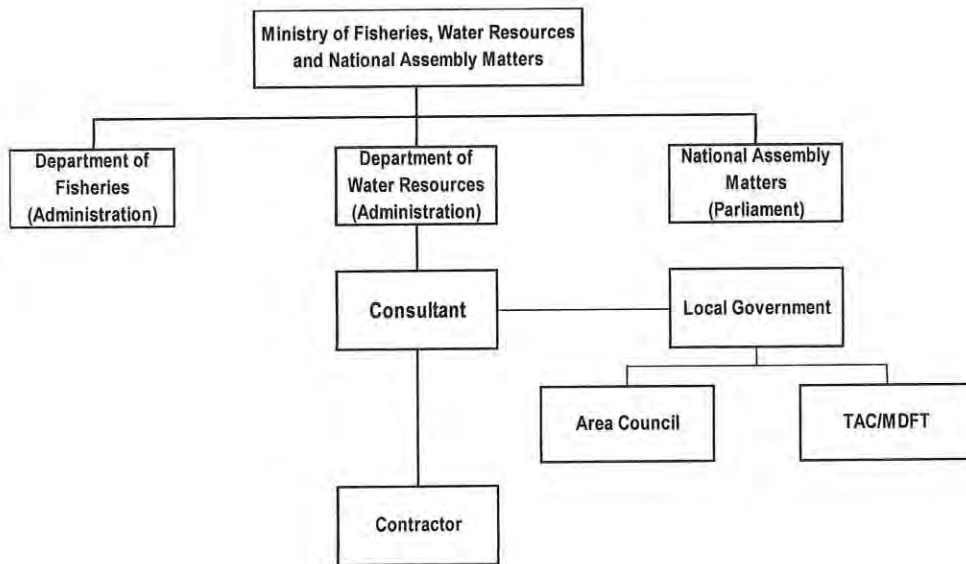 Ministry of Fisheries, Water Resources
and National Assembly Matters
Department of
Fisheries
(Administration)
Department of
Water Resources
(Administration)
National Assembly
Matters
(Parliament)
Consultant
Local Government
Area Council
TAC/MDFT
Contractor